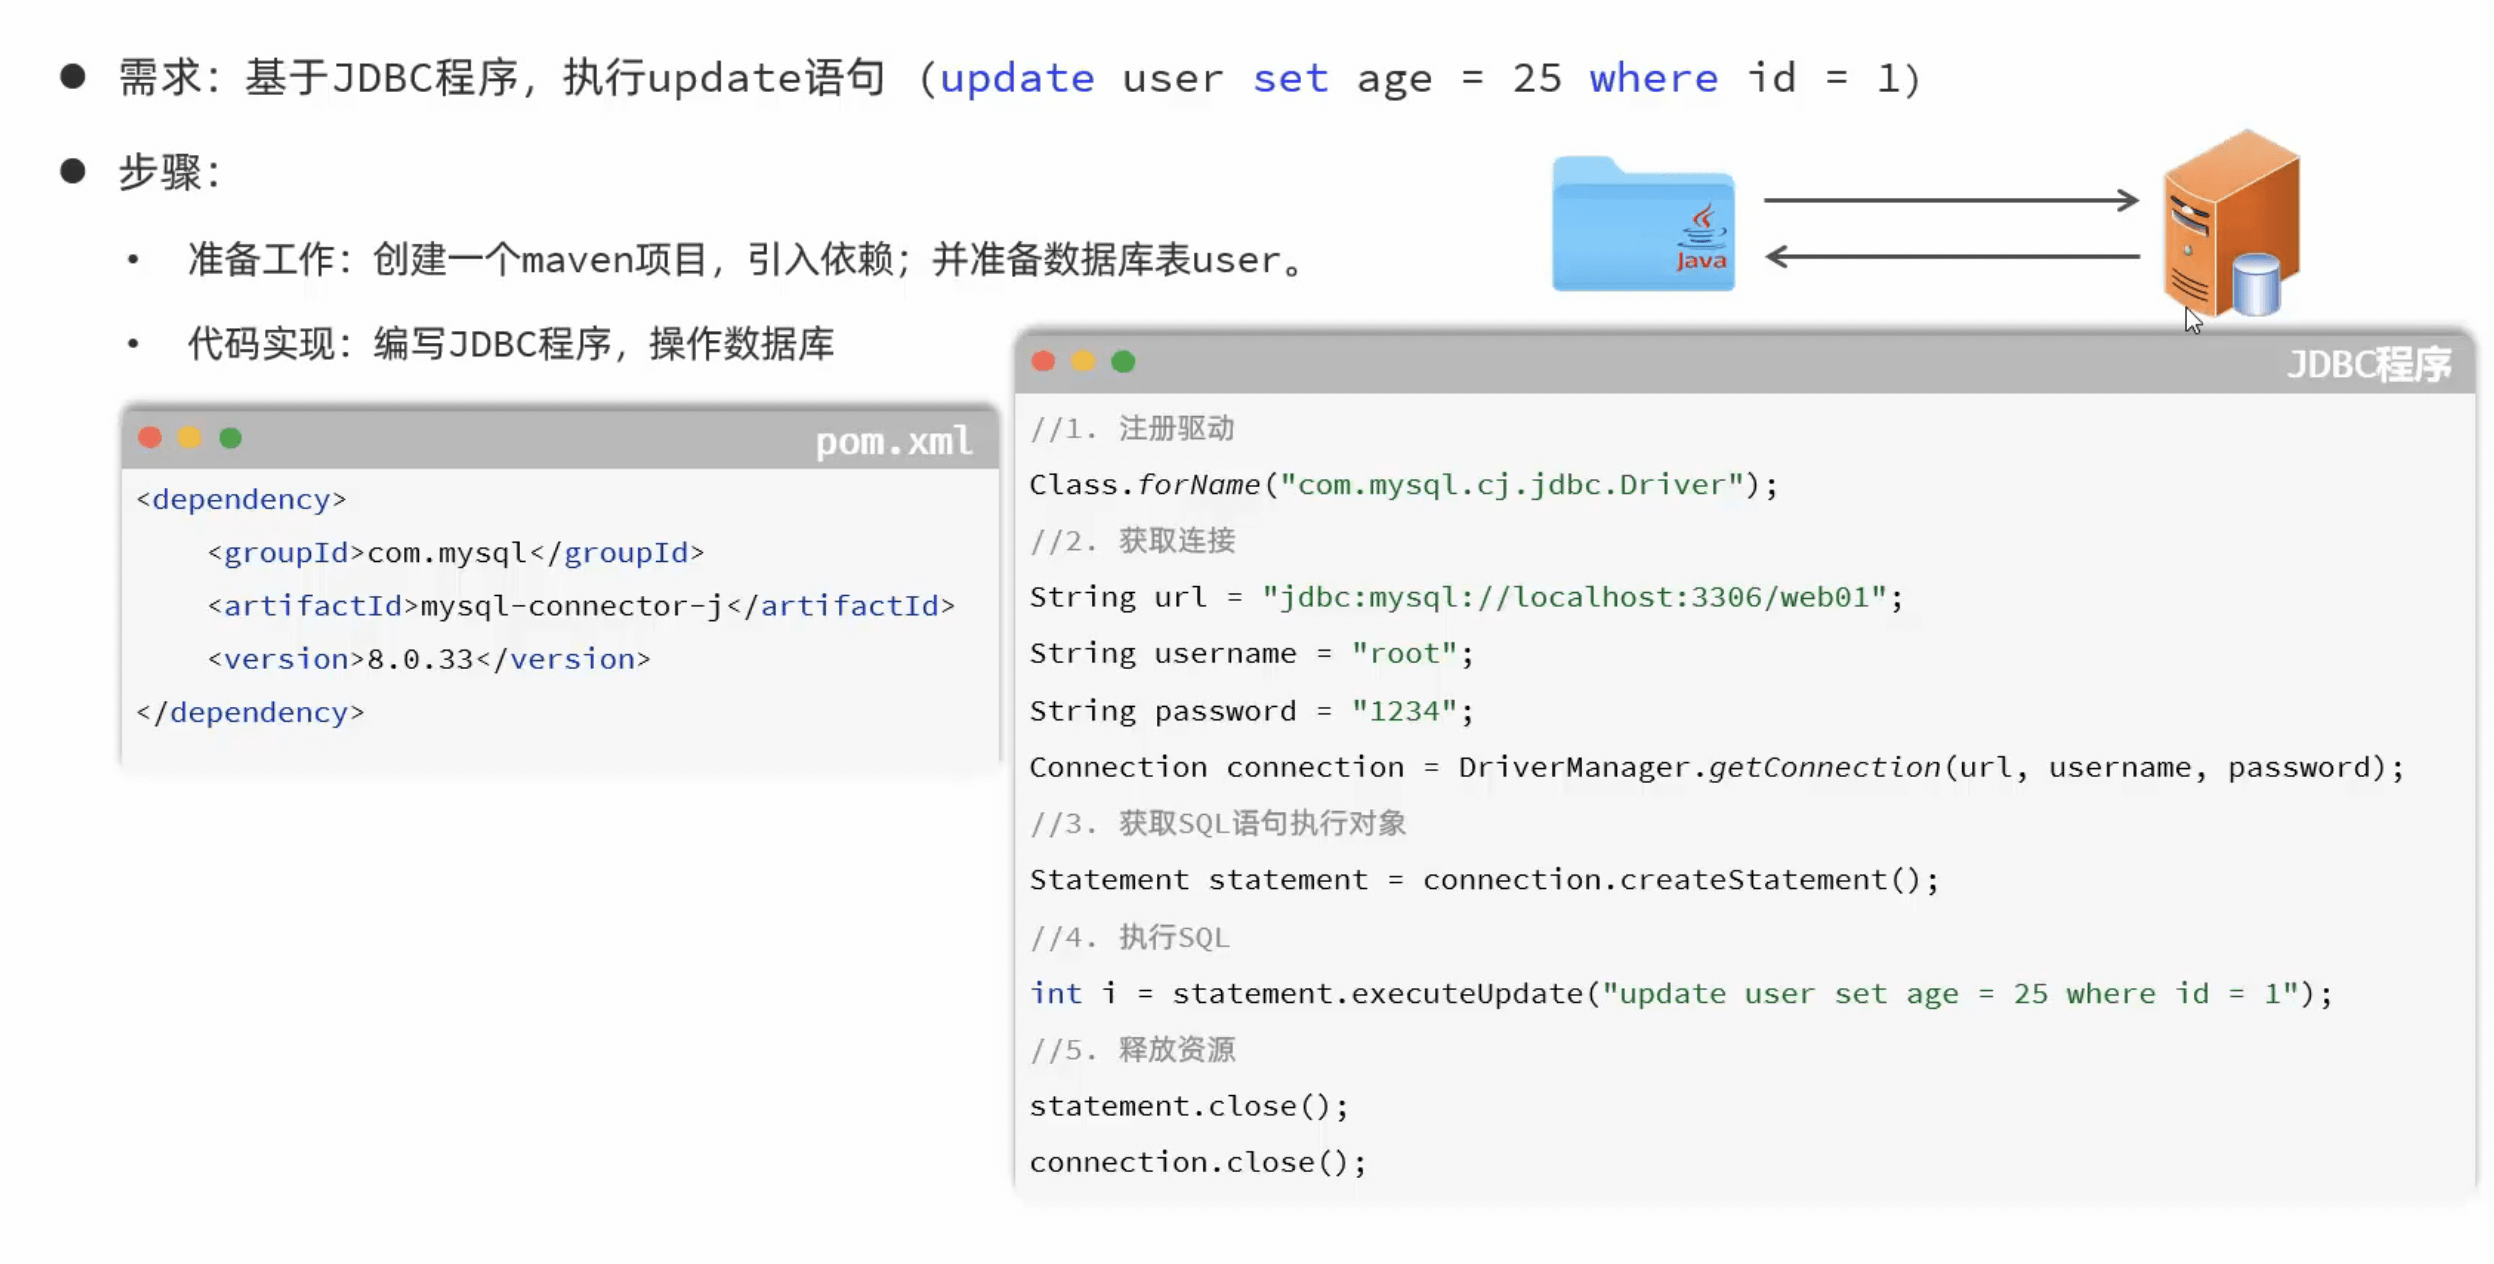 ● 需求：基于JDBC程序，执行update语句（update user set age = 25 where id = 1)
● 步骤：
• 准备工作：创建一个maven项目，引入依赖；并准备数据库表user。
• 代码实现：编写JDBC程序，操作数据库
Java
pom.xml
<dependency>
    <groupId>com.mysql</groupId>
    <artifactId>mysql-connector-j</artifactId>
    <version>8.0.33</version>
</dependency>
JDBC程序
//1. 注册驱动
Class.forName("com.mysql.cj.jdbc.Driver");
//2. 获取连接
String url = "jdbc:mysql://localhost:3306/web01";
String username = "root";
String password = "1234";
Connection connection = DriverManager.getConnection(url, username, password);
//3. 获取SQL语句执行对象
Statement statement = connection.createStatement();
//4. 执行SQL
int i = statement.executeUpdate("update user set age = 25 where id = 1");
//5. 释放资源
statement.close();
connection.close();